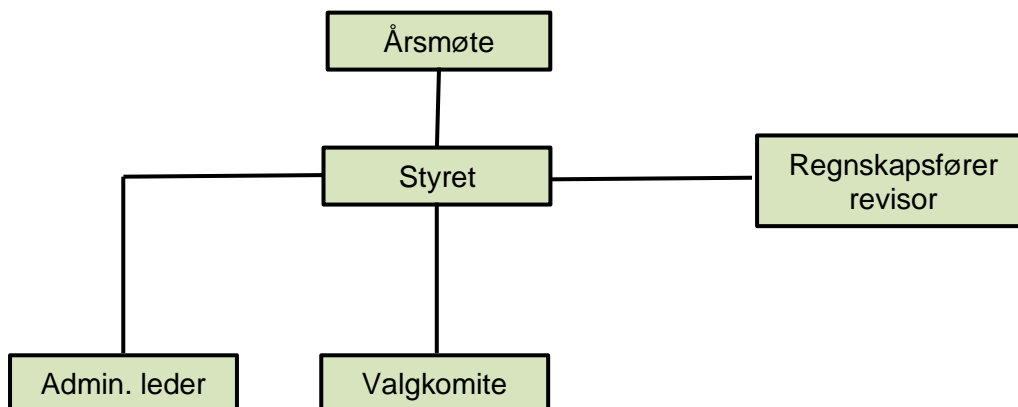 Årsmøte
Styret
Regnskapsfører
revisor
Admin. leder
Valgkomite